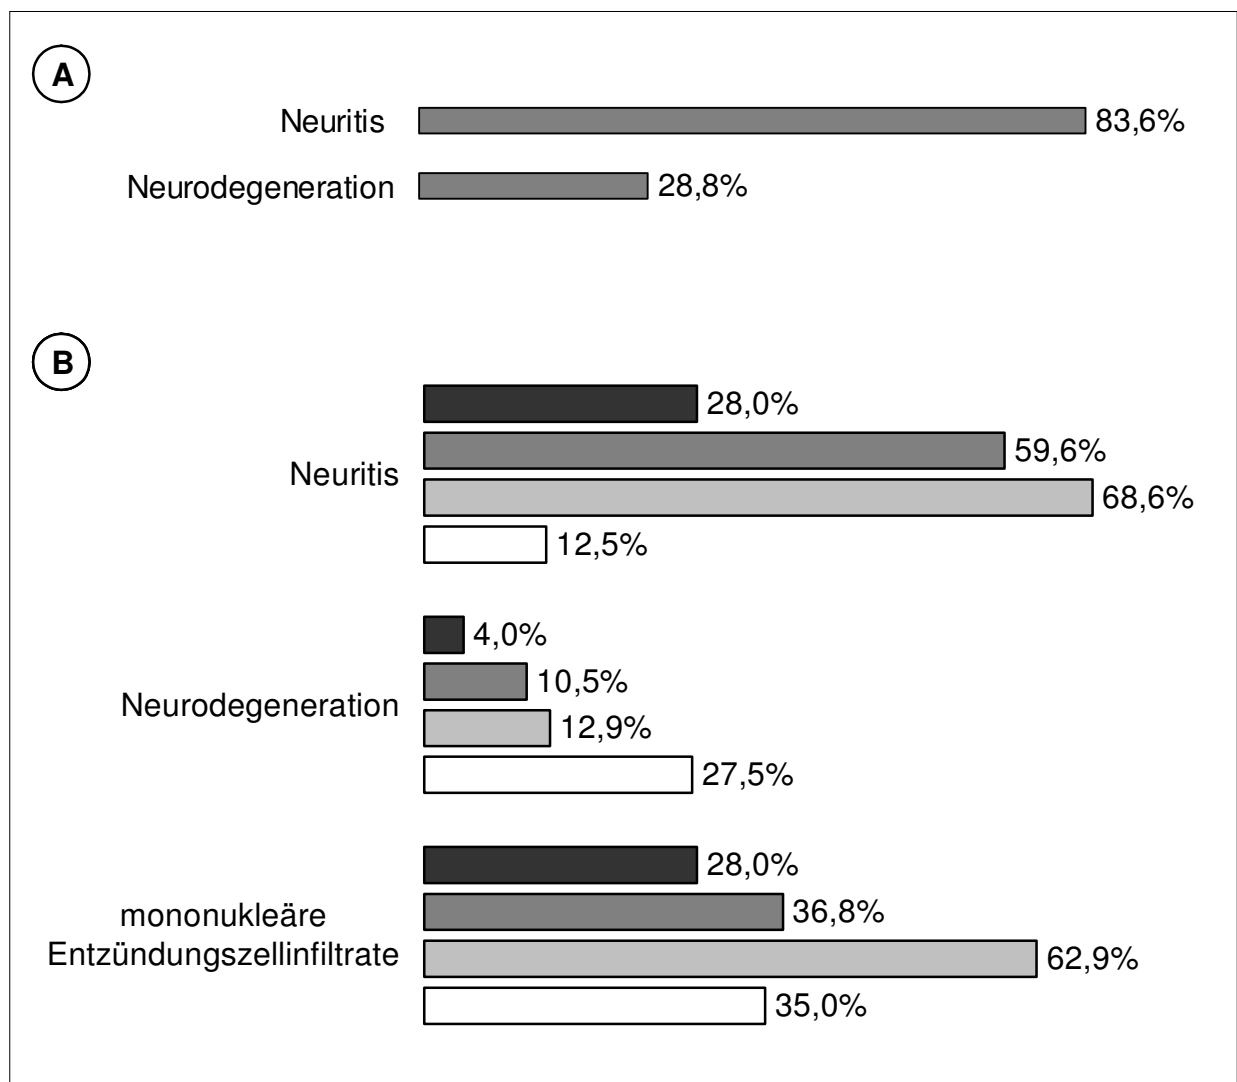 A
Neuritis 83,6%
Neurodegeneration 28,8%
B
28,0%
Neuritis 59,6%
68,6%
12,5%
4,0%
Neurodegeneration 10,5%
12,9%
27,5%
28,0%
mononukleäre 36,8%
Entzündungszellinfiltrate 62,9%
35,0%